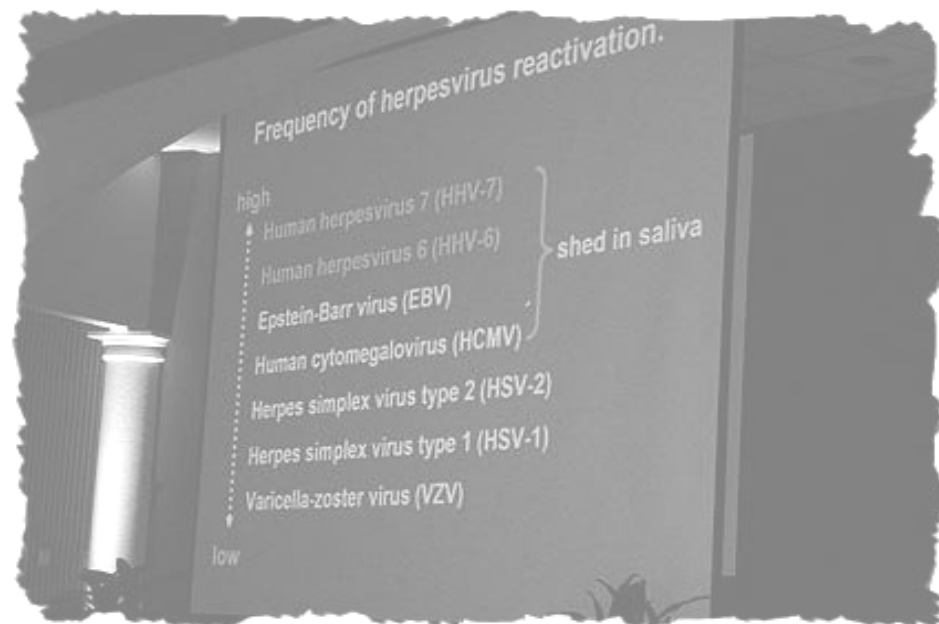 Frequency of herpesvirus reactivation.
high
Human herpesvirus 7 (HHV-7)
Human herpesvirus 6 (HHV-6)
shed in saliva
Epstein-Barr virus (EBV)
Human cytomegalovirus (HCMV)
Herpes simplex virus type 2 (HSV-2)
Herpes simplex virus type 1 (HSV-1)
Varicella-zoster virus (VZV)
low